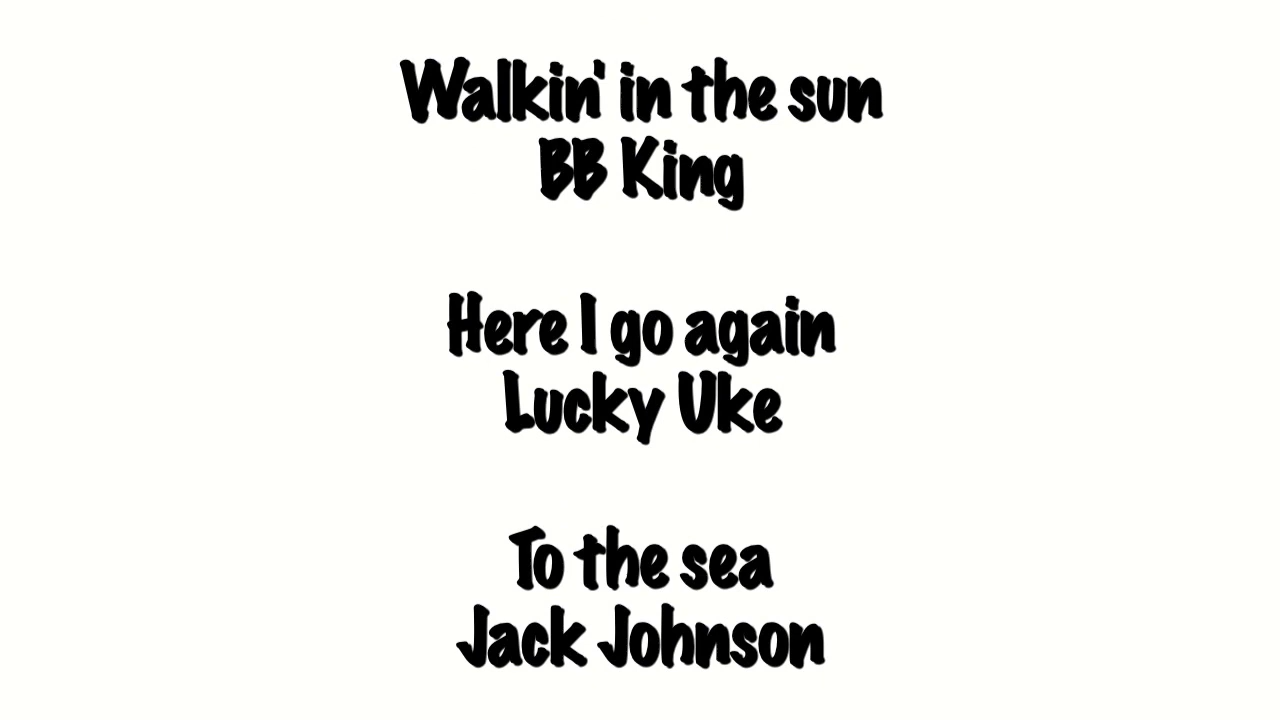 Walkin' in the sun
BB King
Here I go again
Lucky Uke
To the sea
Jack Johnson